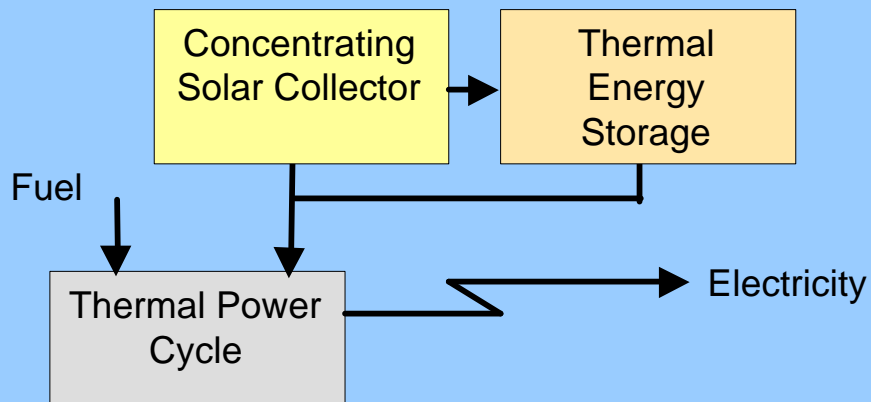 Concentrating
Solar Collector
Thermal
Energy
Storage
Fuel
Thermal Power
Cycle
Electricity